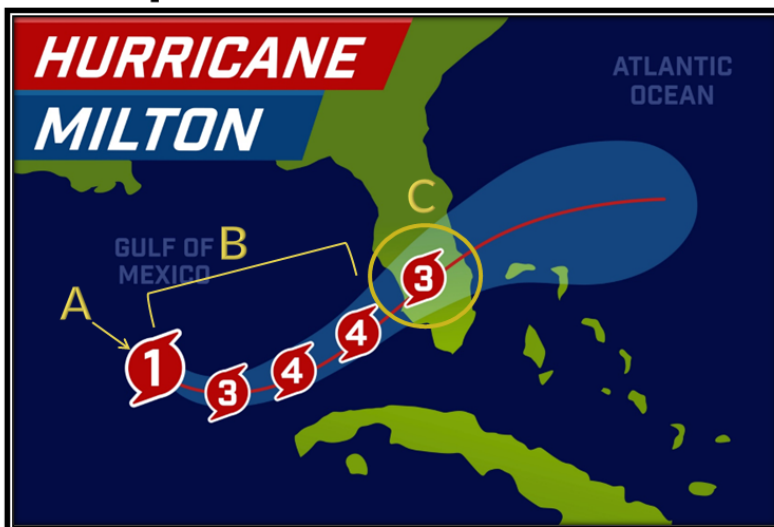 HURRICANE
MILTON
ATLANTIC
OCEAN
C
B
GULF OF
MEXICO
A
3
4
1
4
3